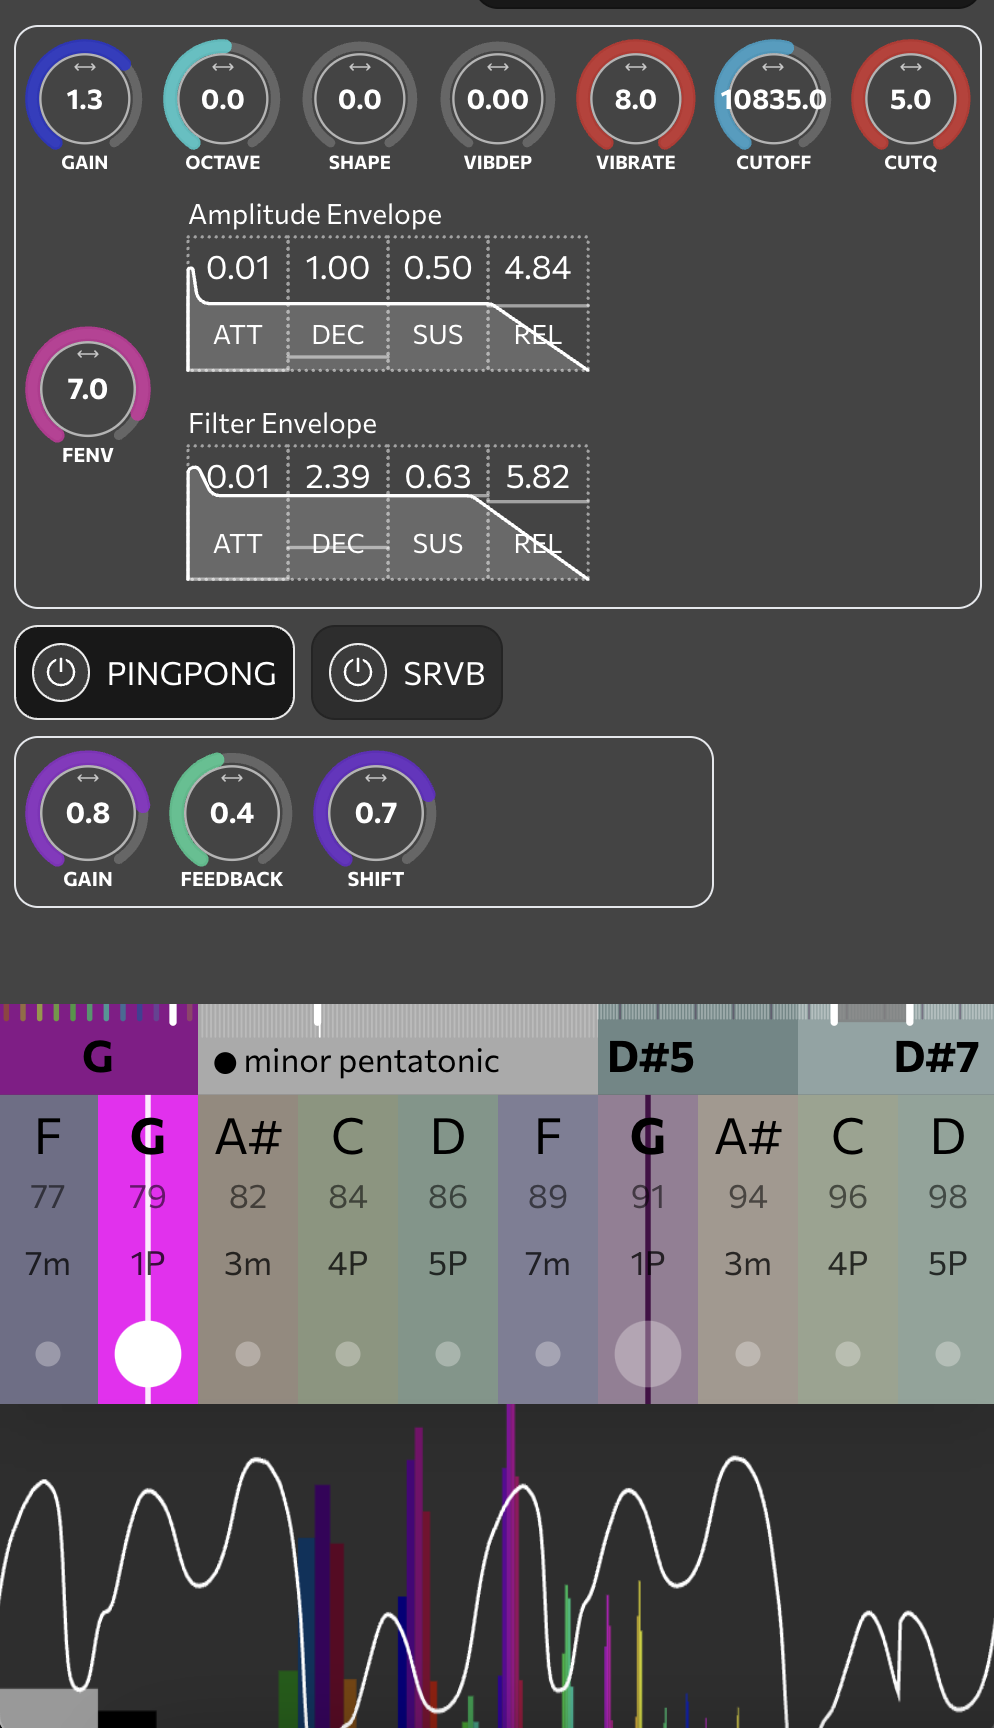 1.3 0.0 0.0 0.00 8.0 10835.0 5.0
GAIN OCTAVE SHAPE VIBDEP VIBRATE CUTOFF CUTQ
Amplitude Envelope
0.01 1.00 0.50 4.84
ATT DEC SUS REL
7.0
FENV
Filter Envelope
0.01 2.39 0.63 5.82
ATT DEC SUS REL
PINGPONG SRVB
0.8 0.4 0.7
GAIN FEEDBACK SHIFT
G minor pentatonic D#5 D#7
F G A# C D F G A# C D
77 79 82 84 86 89 91 94 96 98
7m 1P 3m 4P 5P 7m 1P 3m 4P 5P